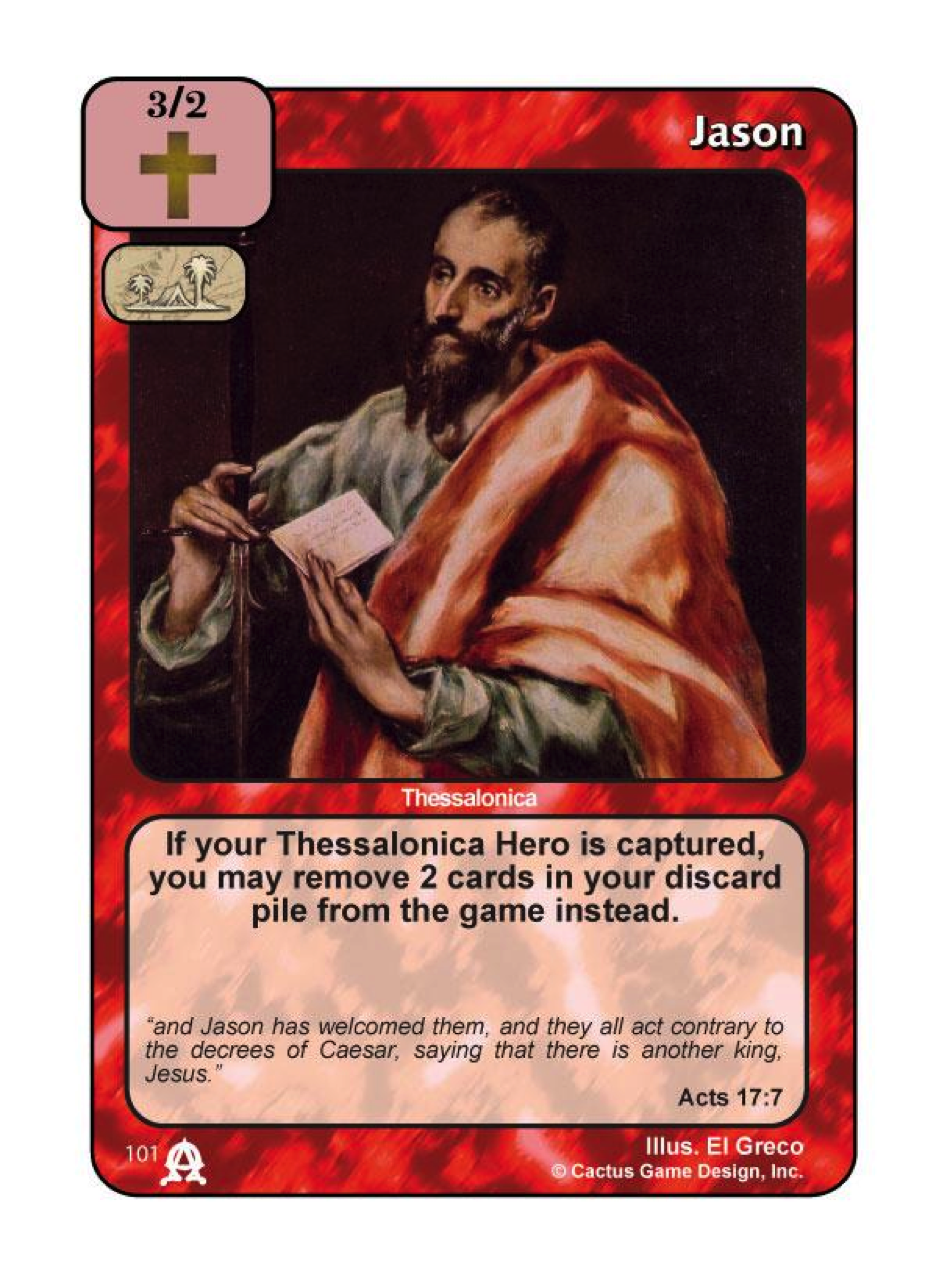 3/2
Jason
Thessalonica
If your Thessalonica Hero is captured,
you may remove 2 cards in your discard
pile from the game instead.
“and Jason has welcomed them, and they all act contrary to
the decrees of Caesar, saying that there is another king,
Jesus.”
Acts 17:7
101
Illus. El Greco
© Cactus Game Design, Inc.